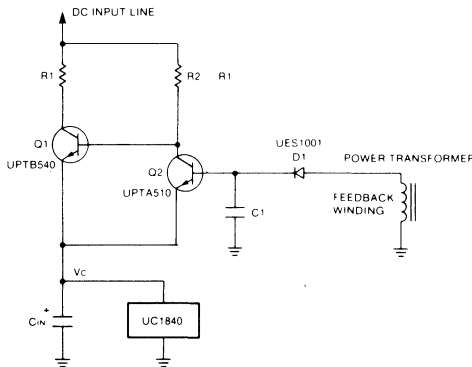 DC INPUT LINE
R1
R2 R1
Q1
UPTB540
Q2
UPTA510
UES1001
D1
POWER TRANSFORMER
FEEDBACK
WINDING
C1
VC
+
CIN
UC1840